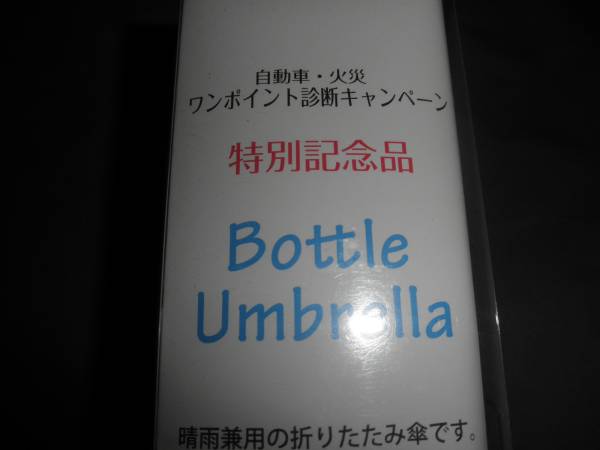 自動車・火災
ワンポイント診断キャンペーン
特別記念品
Bottle
Umbrella
晴雨兼用の折りたたみ傘です。